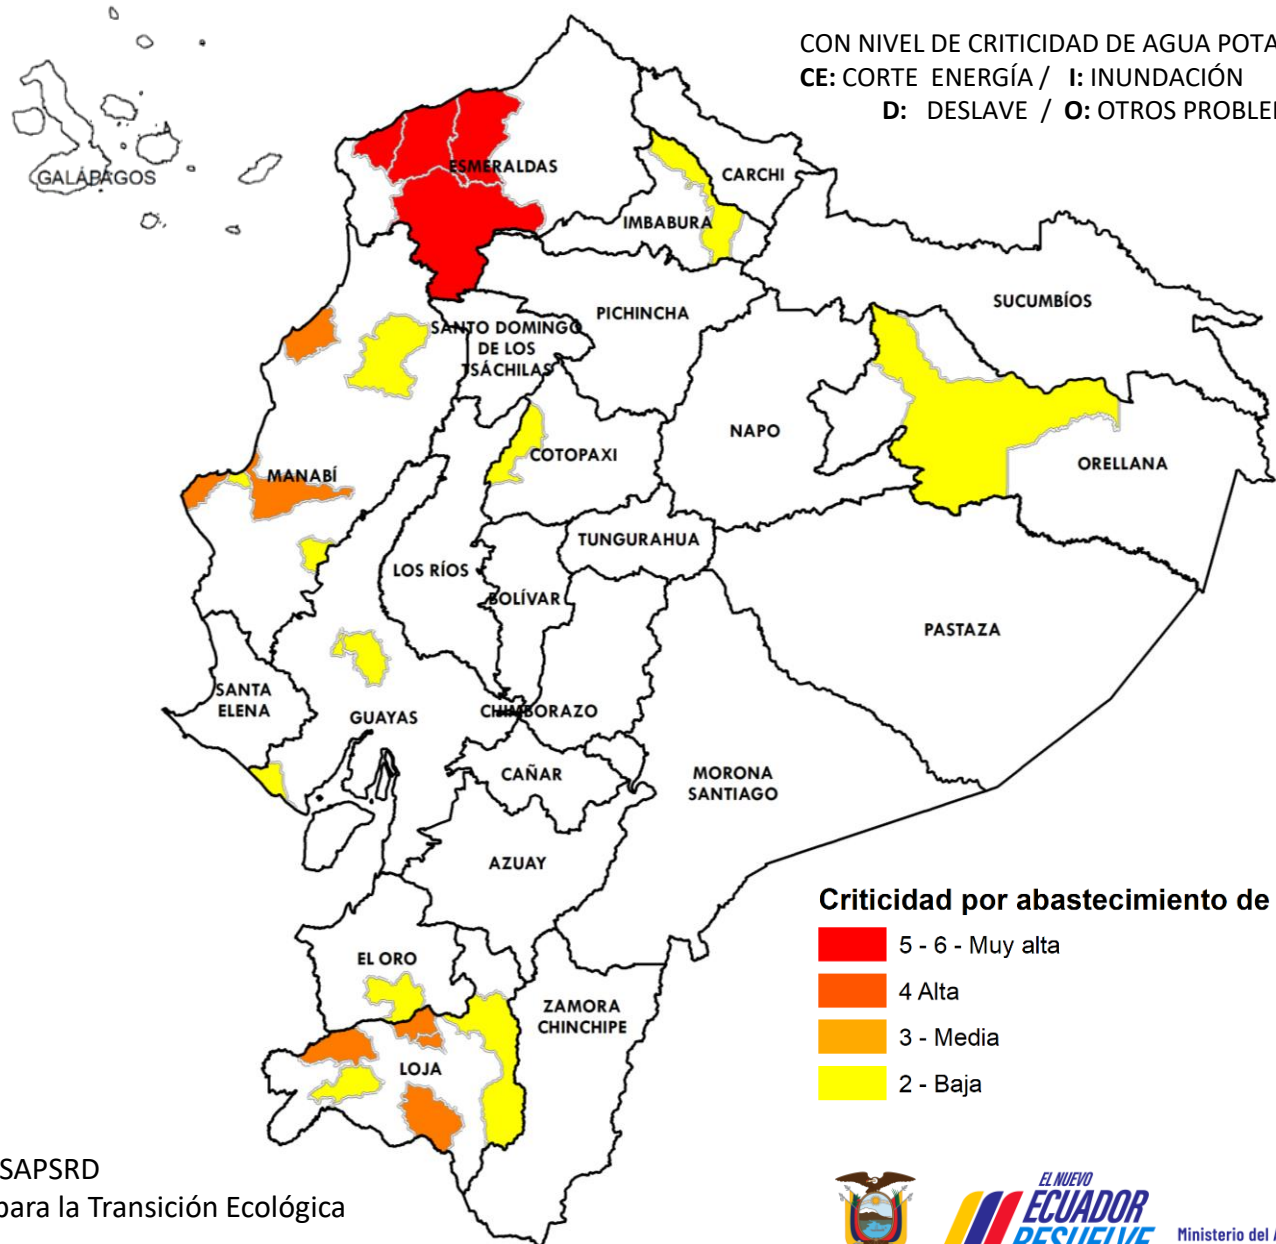 CON NIVEL DE CRITICIDAD DE AGUA POTA
CE: CORTE ENERGÍA / I: INUNDACIÓN
D: DESLAVE / O: OTROS PROBLE
GALÁPAGOS
ESMERALDAS
CARCHI
IMBABURA
SUCUMBÍOS
PICHINCHA
SANTO DOMINGO
DE LOS
TSÁCHILAS
NAPO
COTOPAXI
ORELLANA
MANABÍ
TUNGURAHUA
LOS RÍOS
BOLÍVAR
PASTAZA
SANTA
ELENA
GUAYAS
CHIMBORAZO
CAÑAR
MORONA
SANTIAGO
AZUAY
EL ORO
ZAMORA
CHINCHIPE
LOJA
Criticidad por abastecimiento de
5 - 6 - Muy alta
4 Alta
3 - Media
2 - Baja
SAPSRD
para la Transición Ecológica
EL NUEVO
ECUADOR
RESUELVE
Ministerio del A